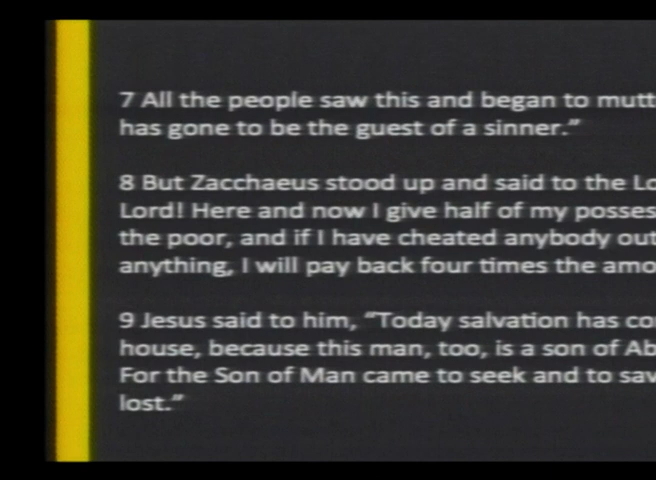 7 All the people saw this and began to mutt
has gone to be the guest of a sinner.”
8 But Zacchaeus stood up and said to the Lo
Lord! Here and now I give half of my posses
the poor, and if I have cheated anybody out
anything, I will pay back four times the amo
9 Jesus said to him, “Today salvation has co
house, because this man, too, is a son of Ab
For the Son of Man came to seek and to sav
lost.”